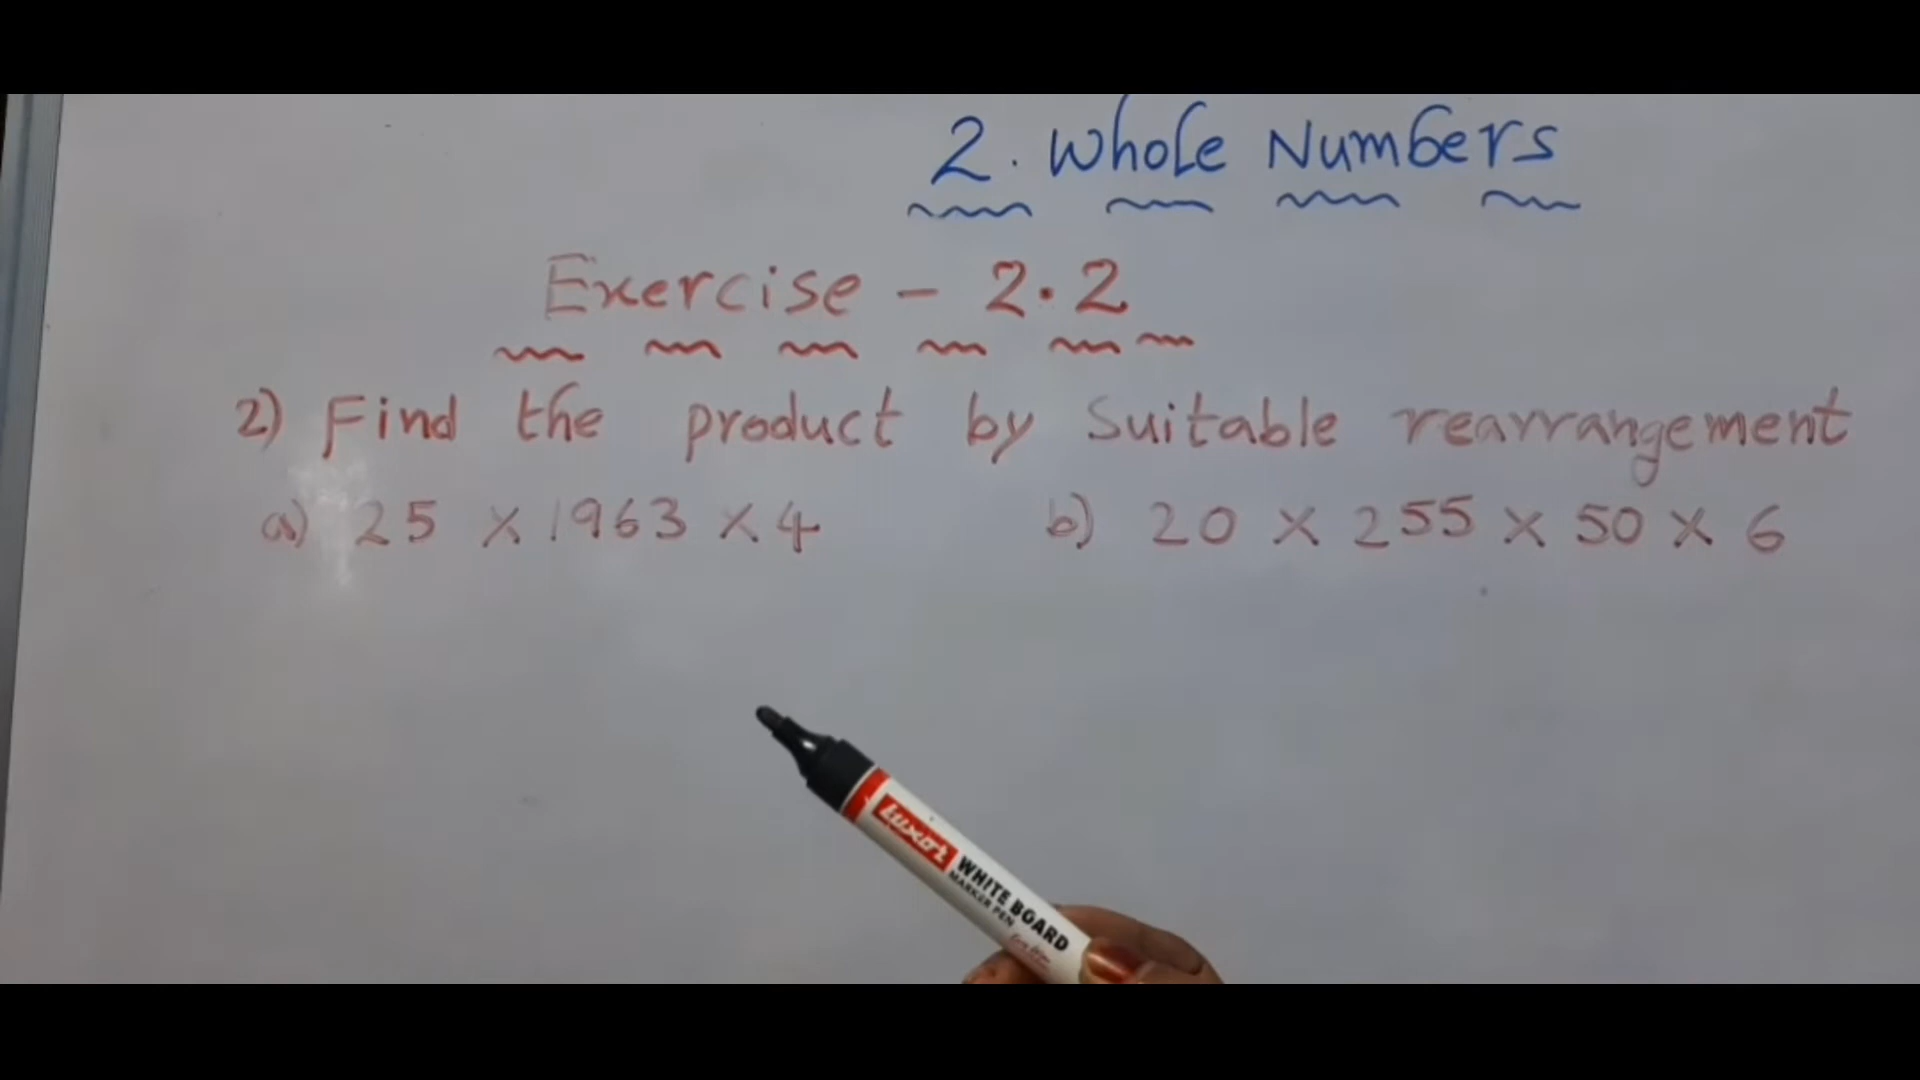 2. Whole Numbers
Exercise - 2.2
2) Find the product by Suitable rearrangement
a) 25 × 1963 × 4 b) 20 × 255 × 50 × 6
Luxor
WHITE BOARD
MARKER PEN